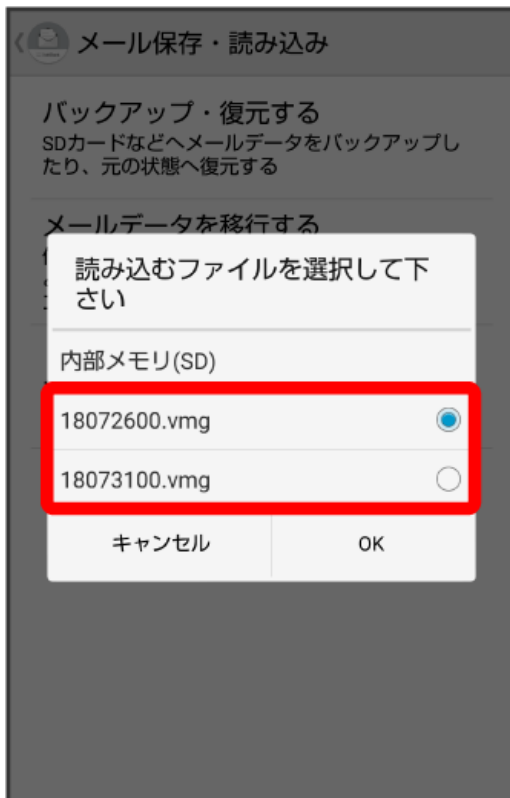 メール保存・読み込み
バックアップ・復元する
SDカードなどへメールデータをバックアップし
たり、元の状態へ復元する
メールデータを移行する
読み込むファイルを選択して下
さい
内部メモリ(SD)
18072600.vmg
18073100.vmg
キャンセル
OK